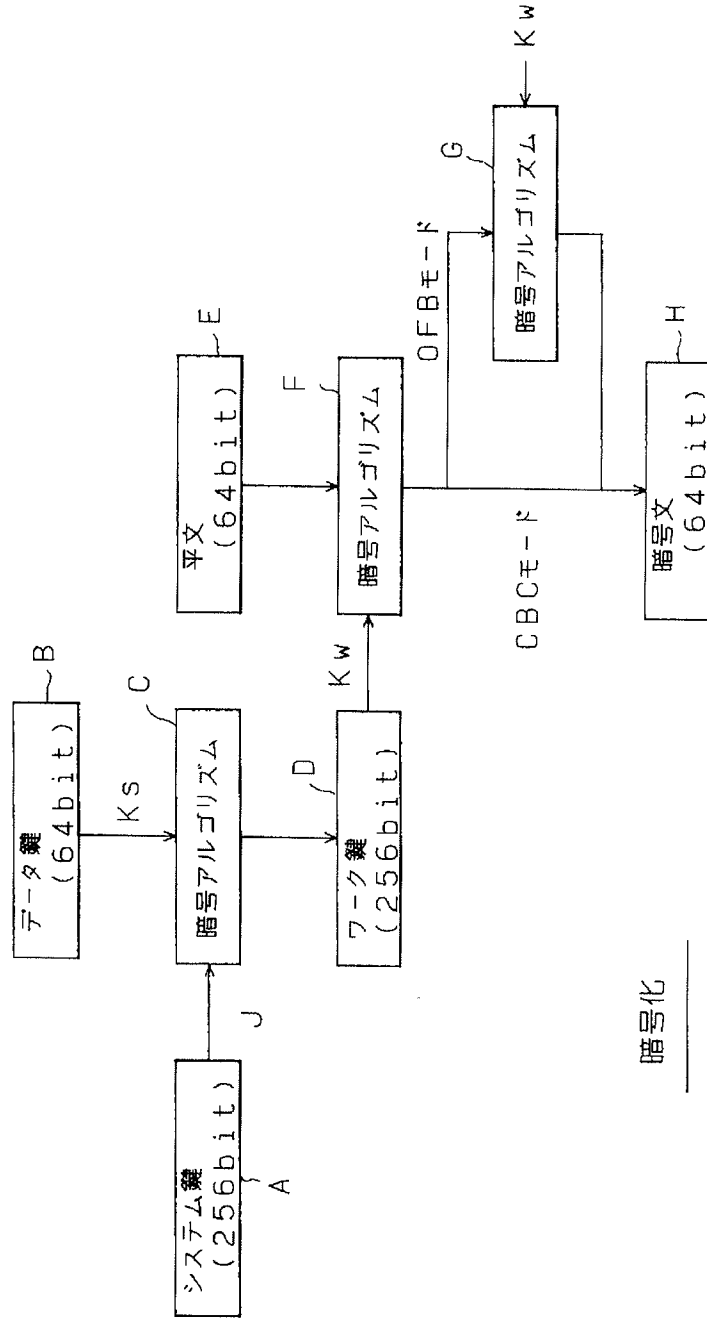 データ鍵
(64bit)
B
Ks
システム鍵
(256bit)
A
J
暗号アルゴリズム
C
ワーク鍵
(256bit)
D
Kw
平文
(64bit)
E
暗号アルゴリズム
F
OFBモード
暗号アルゴリズム
G
Kw
CBCモード
暗号文
(64bit)
H
暗号化